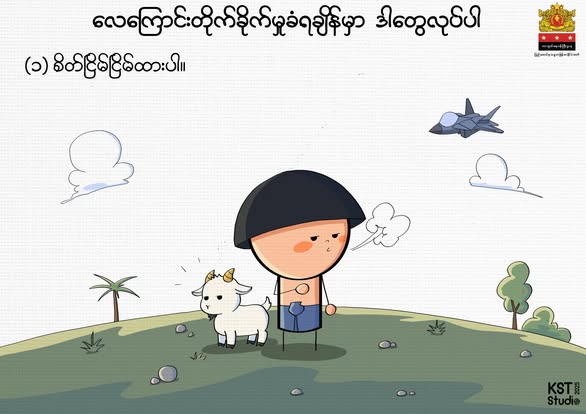 လေကြောင်းတိုက်ခိုက်မှုခံရချိန်မှာ ဒါတွေလုပ်ပါ
(၁) စိတ်ငြိမ်ငြိမ်ထားပါ။
KST
Studio
2025